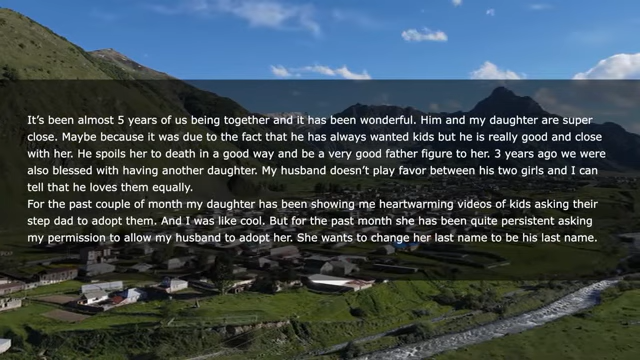 It's been almost 5 years of us being together and it has been wonderful. Him and my daughter are super
close. Maybe because it was due to the fact that he has always wanted kids but he is really good and close
with her. He spoils her to death in a good way and be a very good father figure to her. 3 years ago we were
also blessed with having another daughter. My husband doesn't play favor between his two girls and I can
tell that he loves them equally.
For the past couple of month my daughter has been showing me heartwarming videos of kids asking their
step dad to adopt them. And I was like cool. But for the past month she has been quite persistent asking
my permission to allow my husband to adopt her. She wants to change her last name to be his last name.